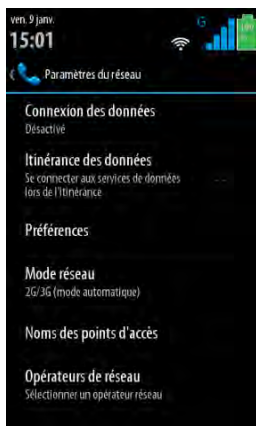 ven. 9 janv.
15:01
G
Paramètres du réseau
Connexion des données
Désactivé
Itinérance des données
Se connecter aux services de données
lors de l'Itinérance
Préférences
Mode réseau
2G/3G (mode automatique)
Noms des points d'accès
Opérateurs de réseau
Sélectionner un opérateur réseau